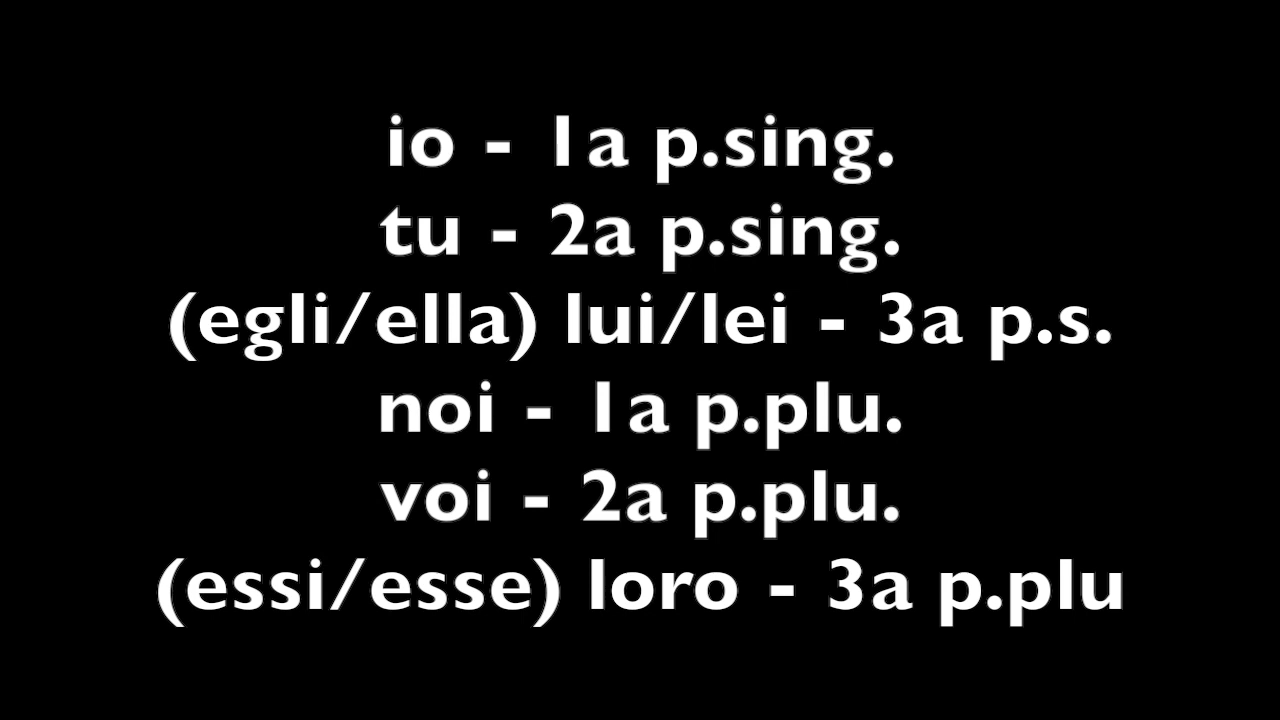 io - 1a p.sing.
tu - 2a p.sing.
(egli/ella) lui/lei - 3a p.s.
noi - 1a p.plu.
voi - 2a p.plu.
(essi/esse) loro - 3a p.plu